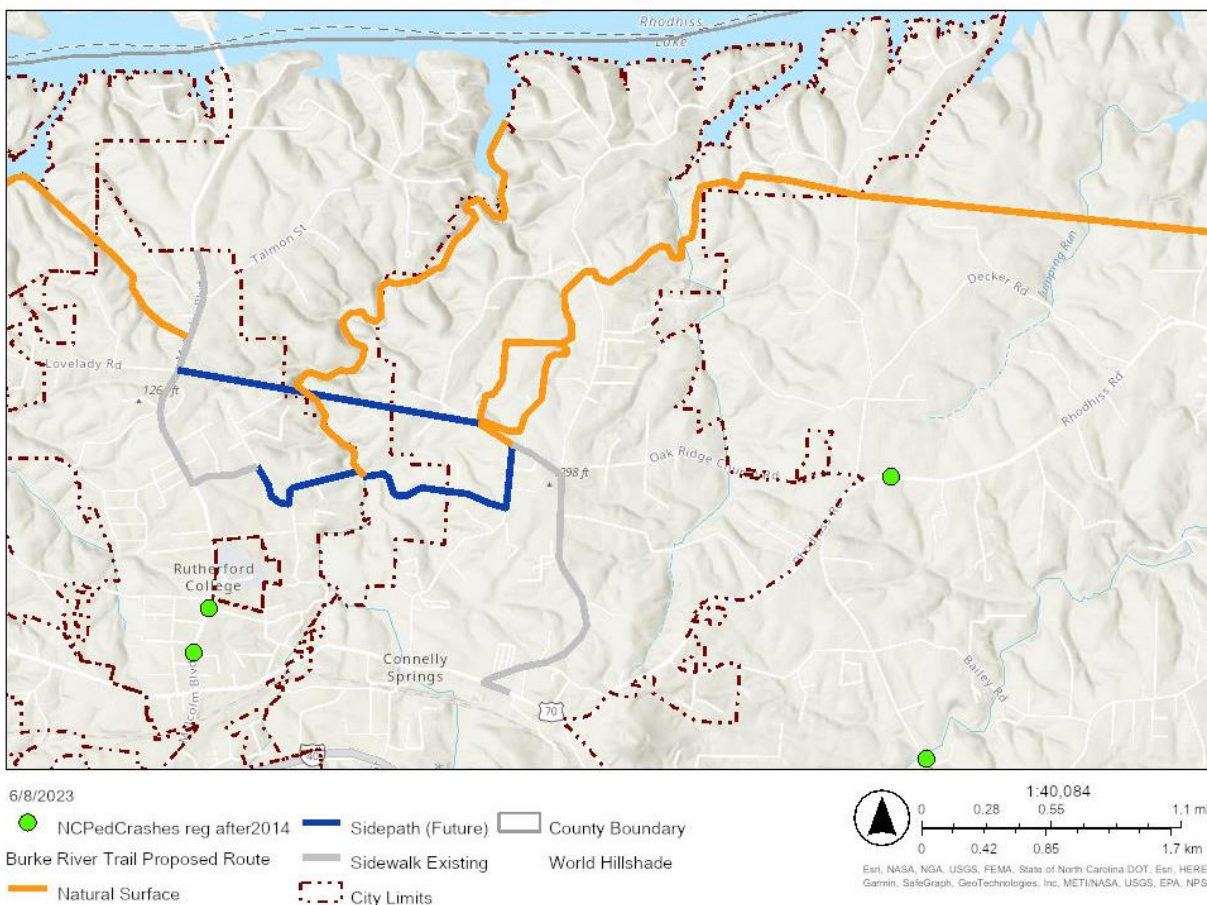 Rhodhiss
Lake
Talmon St
Decker Rd
Jumping Run
Lovelady Rd
Rhodhiss Rd
Oak Ridge Church Rd
Rhodhiss Rd
Rutherford
College
Connelly
Springs
Bailey Rd
70
6/8/2023
NCPedCrashes reg after2014
Burke River Trail Proposed Route
Natural Surface
Sidepath (Future)
Sidewalk Existing
City Limits
County Boundary
World Hillshade
1:40,084
0 0.28 0.55 1.1 mi
0 0.42 0.85 1.7 km
Esri, NASA, NGA, USGS, FEMA, State of North Carolina DOT, Esri, HERE,
Garmin, SafeGraph, GeoTechnologies, Inc, METI/NASA, USGS, EPA, NPS,